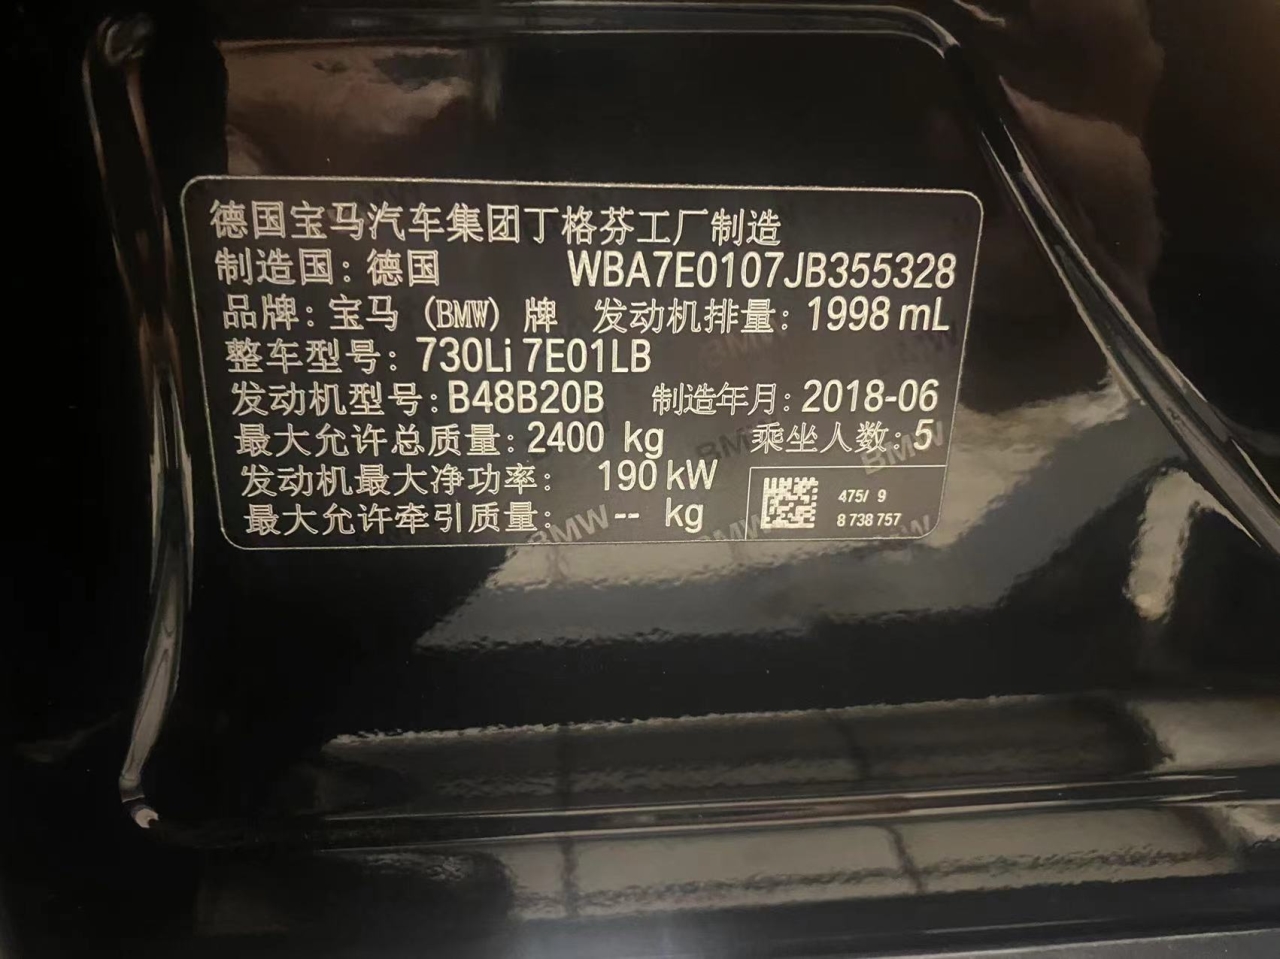 德国宝马汽车集团丁格芬工厂制造
制造国：德国 WBA7E0107JB355328
品牌：宝马（BMW）牌 发动机排量：1998 mL
整车型号：730Li 7E01LB
发动机型号：B48B20B 制造年月：2018-06
最大允许总质量：2400 kg 乘坐人数：5
发动机最大净功率： 190 kW
最大允许牵引质量： -- kg
475/ 9
8 738 757
BMW
BMW
BMW
BMW